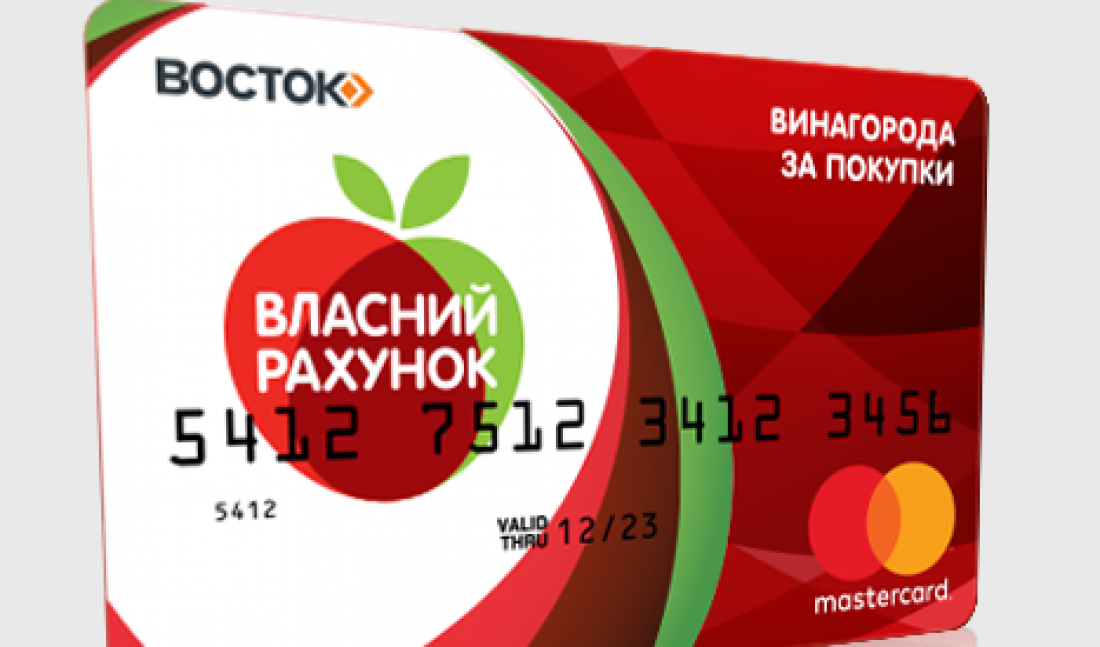 ВОСТОК
ВИНАГОРОДА
ЗА ПОКУПКИ
ВЛАСНИЙ
РАХУНОК
5412 7512 3412 3456
5412
VALID
THRU 12/23
mastercard.